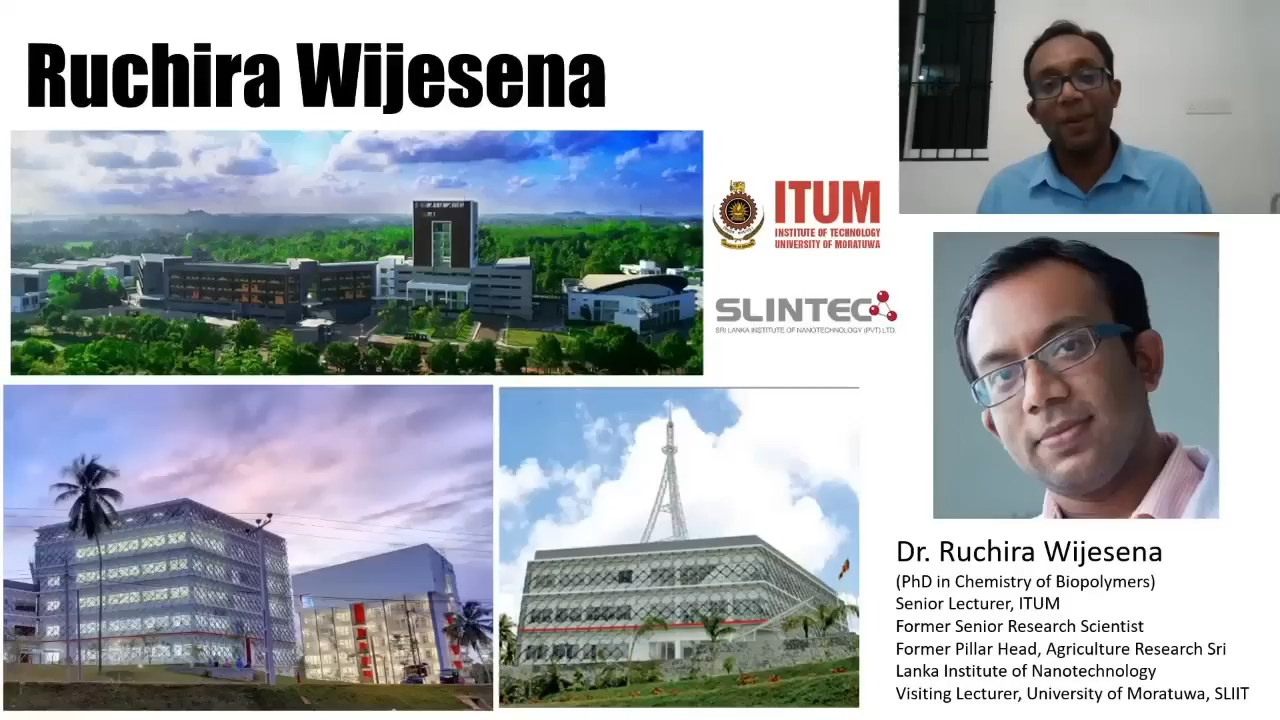 Ruchira Wijesena
ITUM
INSTITUTE OF TECHNOLOGY
UNIVERSITY OF MORATUWA
SLINTEC
SRI LANKA INSTITUTE OF NANOTECHNOLOGY (PVT) LTD.
Dr. Ruchira Wijesena
(PhD in Chemistry of Biopolymers)
Senior Lecturer, ITUM
Former Senior Research Scientist
Former Pillar Head, Agriculture Research Sri
Lanka Institute of Nanotechnology
Visiting Lecturer, University of Moratuwa, SLIIT